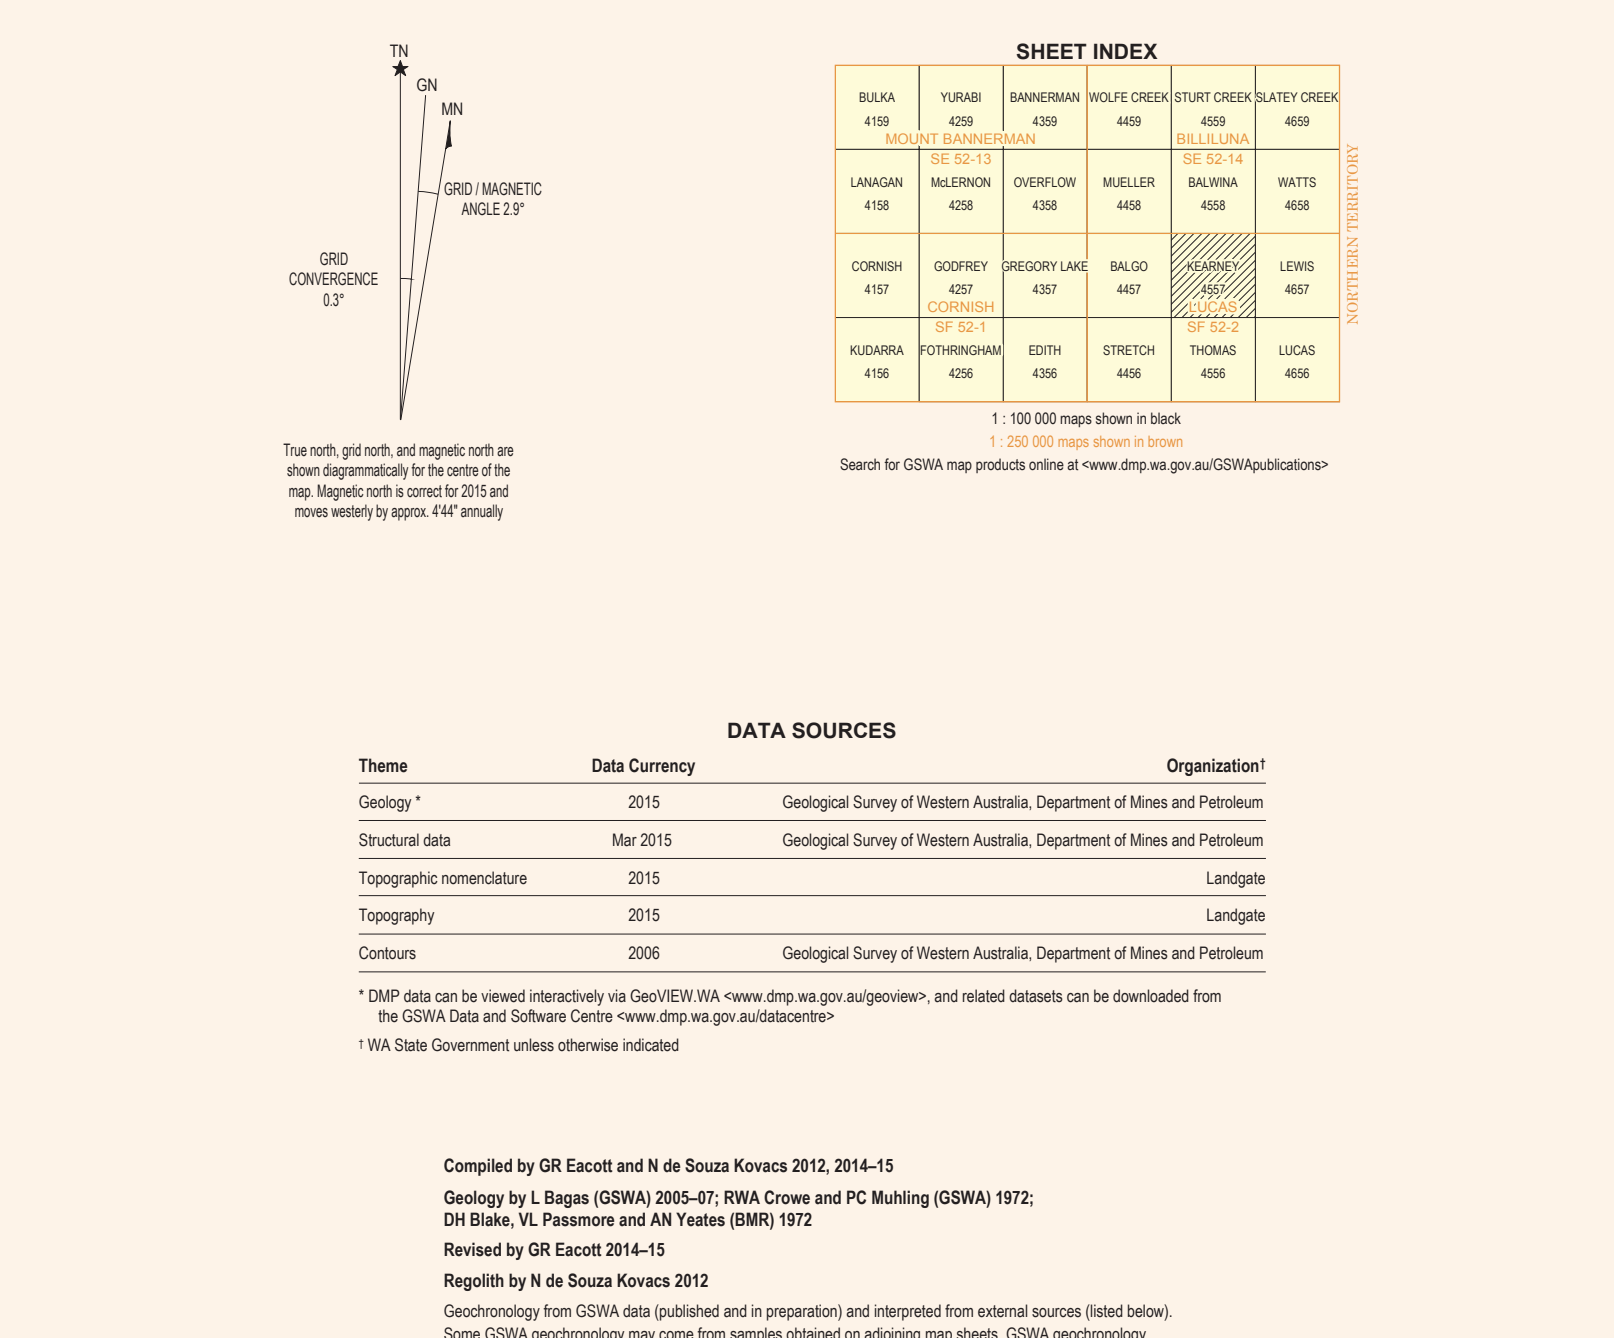 TN
GN
MN
GRID / MAGNETIC
ANGLE 2.9°
GRID
CONVERGENCE
0.3°
True north, grid north, and magnetic north are
shown diagrammatically for the centre of the
map. Magnetic north is correct for 2015 and
moves westerly by approx. 4'44" annually
SHEET INDEX
BULKA YURABI BANNERMAN WOLFE CREEK STURT CREEK SLATEY CREEK
4159 4259 4359 4459 4559 4659
MOUNT BANNERMAN BILLILUNA
SE 52-13 SE 52-14
LANAGAN McLERNON OVERFLOW MUELLER BALWINA WATTS
4158 4258 4358 4458 4558 4658
CORNISH GODFREY GREGORY LAKE BALGO KEARNEY LEWIS
4157 4257 4357 4457 4557 4657
CORNISH LUCAS
SF 52-1 SF 52-2
KUDARRA FOTHRINGHAM EDITH STRETCH THOMAS LUCAS
4156 4256 4356 4456 4556 4656
NORTHERN TERRITORY
1 : 100 000 maps shown in black
1 : 250 000 maps shown in brown
Search for GSWA map products online at <www.dmp.wa.gov.au/GSWApublications>
DATA SOURCES
Theme Data Currency Organization†
Geology * 2015 Geological Survey of Western Australia, Department of Mines and Petroleum
Structural data Mar 2015 Geological Survey of Western Australia, Department of Mines and Petroleum
Topographic nomenclature 2015 Landgate
Topography 2015 Landgate
Contours 2006 Geological Survey of Western Australia, Department of Mines and Petroleum
* DMP data can be viewed interactively via GeoVIEW.WA <www.dmp.wa.gov.au/geoview>, and related datasets can be downloaded from
the GSWA Data and Software Centre <www.dmp.wa.gov.au/datacentre>
† WA State Government unless otherwise indicated
Compiled by GR Eacott and N de Souza Kovacs 2012, 2014–15
Geology by L Bagas (GSWA) 2005–07; RWA Crowe and PC Muhling (GSWA) 1972;
DH Blake, VL Passmore and AN Yeates (BMR) 1972
Revised by GR Eacott 2014–15
Regolith by N de Souza Kovacs 2012
Geochronology from GSWA data (published and in preparation) and interpreted from external sources (listed below).
Some GSWA geochronology may come from samples obtained on adjoining map sheets. GSWA geochronology